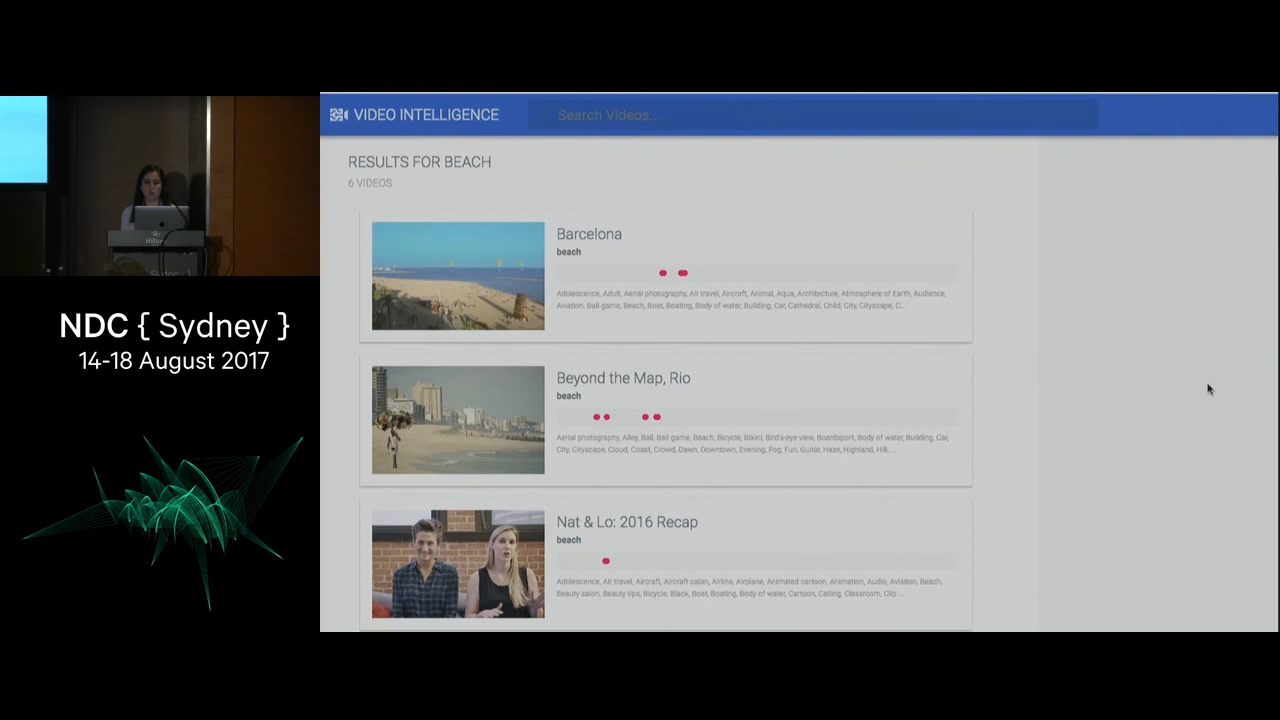 VIDEO INTELLIGENCE
Search Videos...
RESULTS FOR BEACH
6 VIDEOS
Barcelona
beach
Adolescence, Adult, Aerial photography, Air travel, Aircraft, Animal, Aqua, Architecture, Atmosphere of Earth, Audience,
Aviation, Ball game, Beach, Boat, Boating, Body of water, Building, Car, Cathedral, Child, City, Cityscape, C...
Beyond the Map, Rio
beach
Aerial photography, Alley, Ball, Ball game, Beach, Bicycle, Bikini, Bird's-eye view, Boardsport, Body of water, Building, Car,
City, Cityscape, Cloud, Coast, Crowd, Dawn, Downtown, Evening, Fog, Fun, Guitar, Haze, Highland, Hill, ...
Nat & Lo: 2016 Recap
beach
Adolescence, Air travel, Aircraft, Aircraft cabin, Airline, Airplane, Animated cartoon, Animation, Audio, Aviation, Beach,
Beauty salon, Beauty tips, Bicycle, Black, Boat, Boating, Body of water, Cartoon, Ceiling, Classroom, Clip ...
Hilton
Sydney
NDC { Sydney }
14-18 August 2017